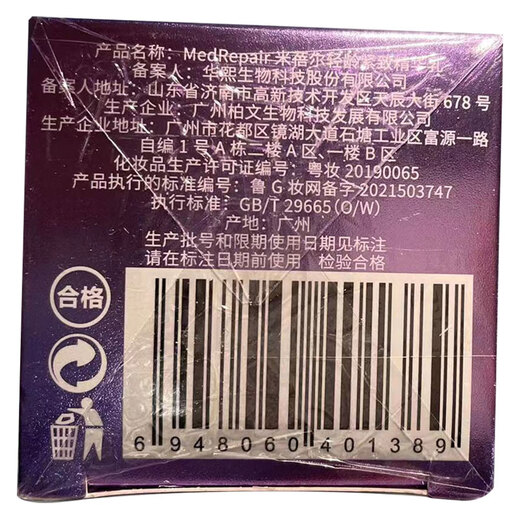 产品名称：MedRepair 米蓓尔轻龄紧致精华乳
备案人：华熙生物科技股份有限公司
备案人地址：山东省济南市高新技术开发区天辰大街 678 号
生产企业：广州柏文生物科技发展有限公司
生产企业地址：广州市花都区镜湖大道石塘工业区富源一路
自编 1 号 A 栋二楼 A 区、一楼 B 区
化妆品生产许可证编号：粤妆 20190065
产品执行的标准编号：鲁 G 妆网备字 2021503747
执行标准：GB/T 29665(O/W)
产地：广州
生产批号和限期使用日期见标注
请在标注日期前使用 检验合格
合格
6948060401389